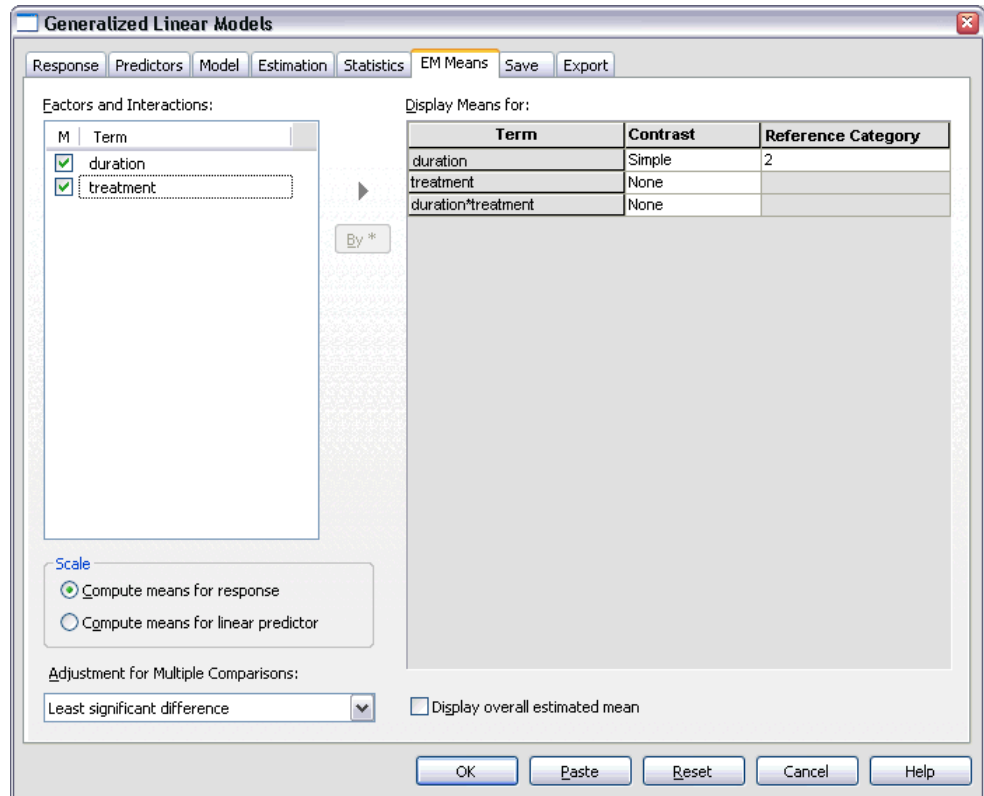 Generalized Linear Models
Response Predictors Model Estimation Statistics EM Means Save Export
Factors and Interactions:
M Term
duration
treatment
By *
Display Means for:
Term Contrast Reference Category
duration Simple 2
treatment None
duration*treatment None
Scale
Compute means for response
Compute means for linear predictor
Adjustment for Multiple Comparisons:
Least significant difference
Display overall estimated mean
OK Paste Reset Cancel Help